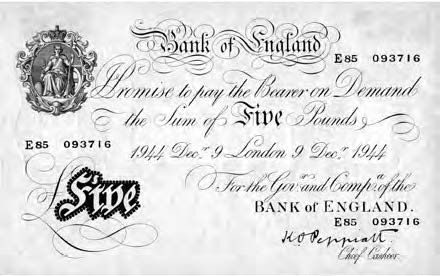 Bank of England
E85 093716
Promise to pay the Bearer on Demand
the Sum of Five Pounds
E85 093716
1944 Decr. 9 London 9 Decr. 1944
For the Govr. and Compa. of the
BANK of ENGLAND.
E85 093716
£Five
K O Peppiatt
Chief Cashier.